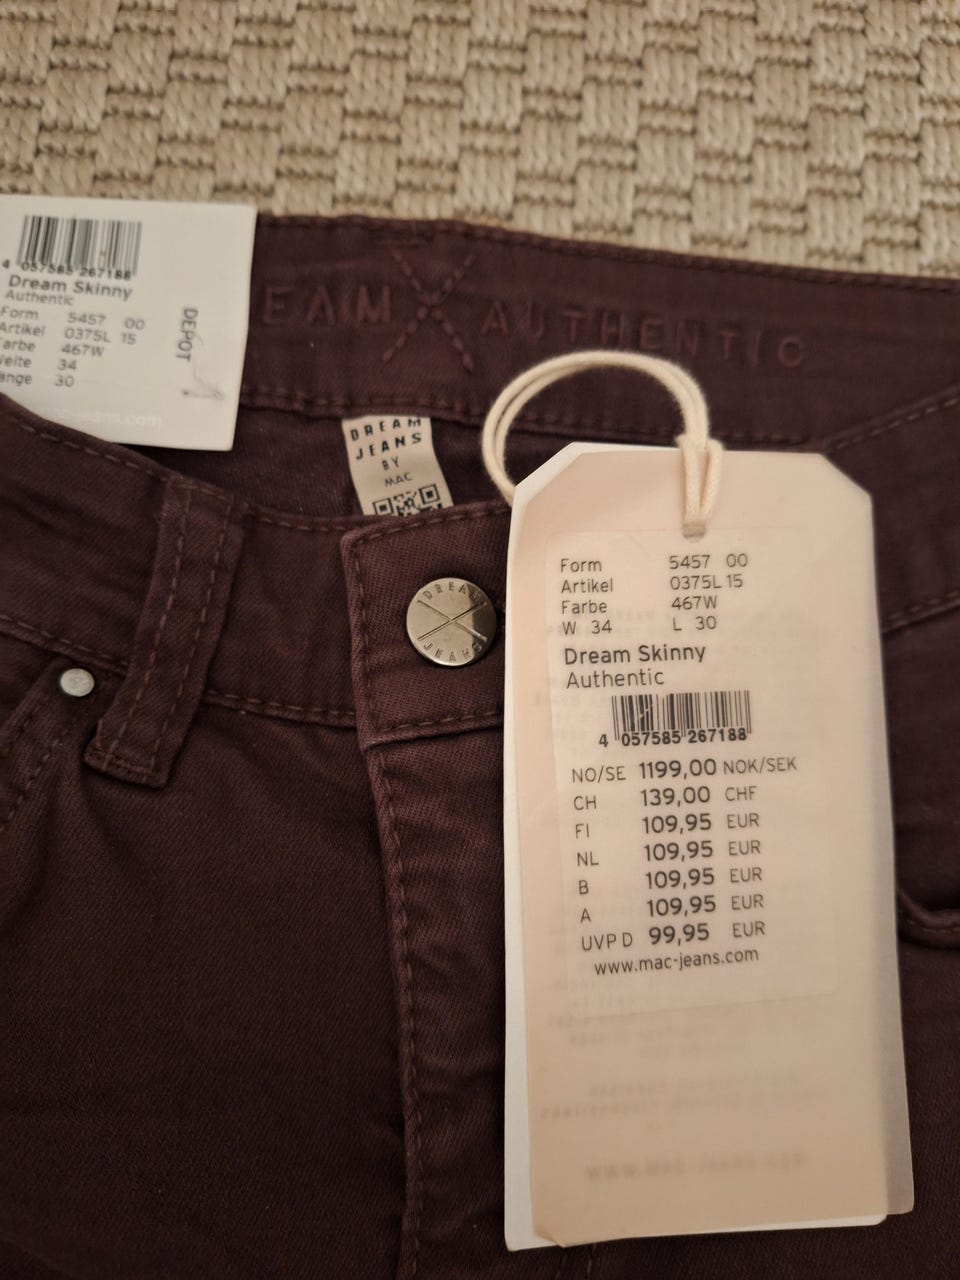 4 057585 267188
Dream Skinny
Authentic
Form 5457 00
Artikel 0375L 15
Farbe 467W
Weite 34
ange 30
DEPOT
EAM AUTHENTIC
DREAM
JEANS
BY
MAC
DREAM
JEANS
Form 5457 00
Artikel 0375L 15
Farbe 467W
W 34 L 30
Dream Skinny
Authentic
4 057585 267188
NO/SE 1199,00 NOK/SEK
CH 139,00 CHF
FI 109,95 EUR
NL 109,95 EUR
B 109,95 EUR
A 109,95 EUR
UVP D 99,95 EUR
www.mac-jeans.com